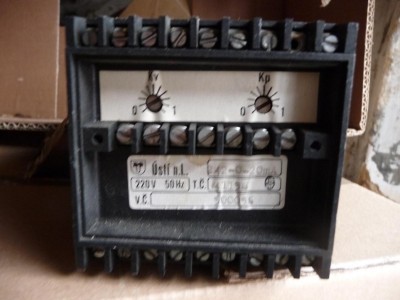 Kv Kp
0 1 0 1
Ústí n.L.
220V 50Hz T.Č.
V.Č.